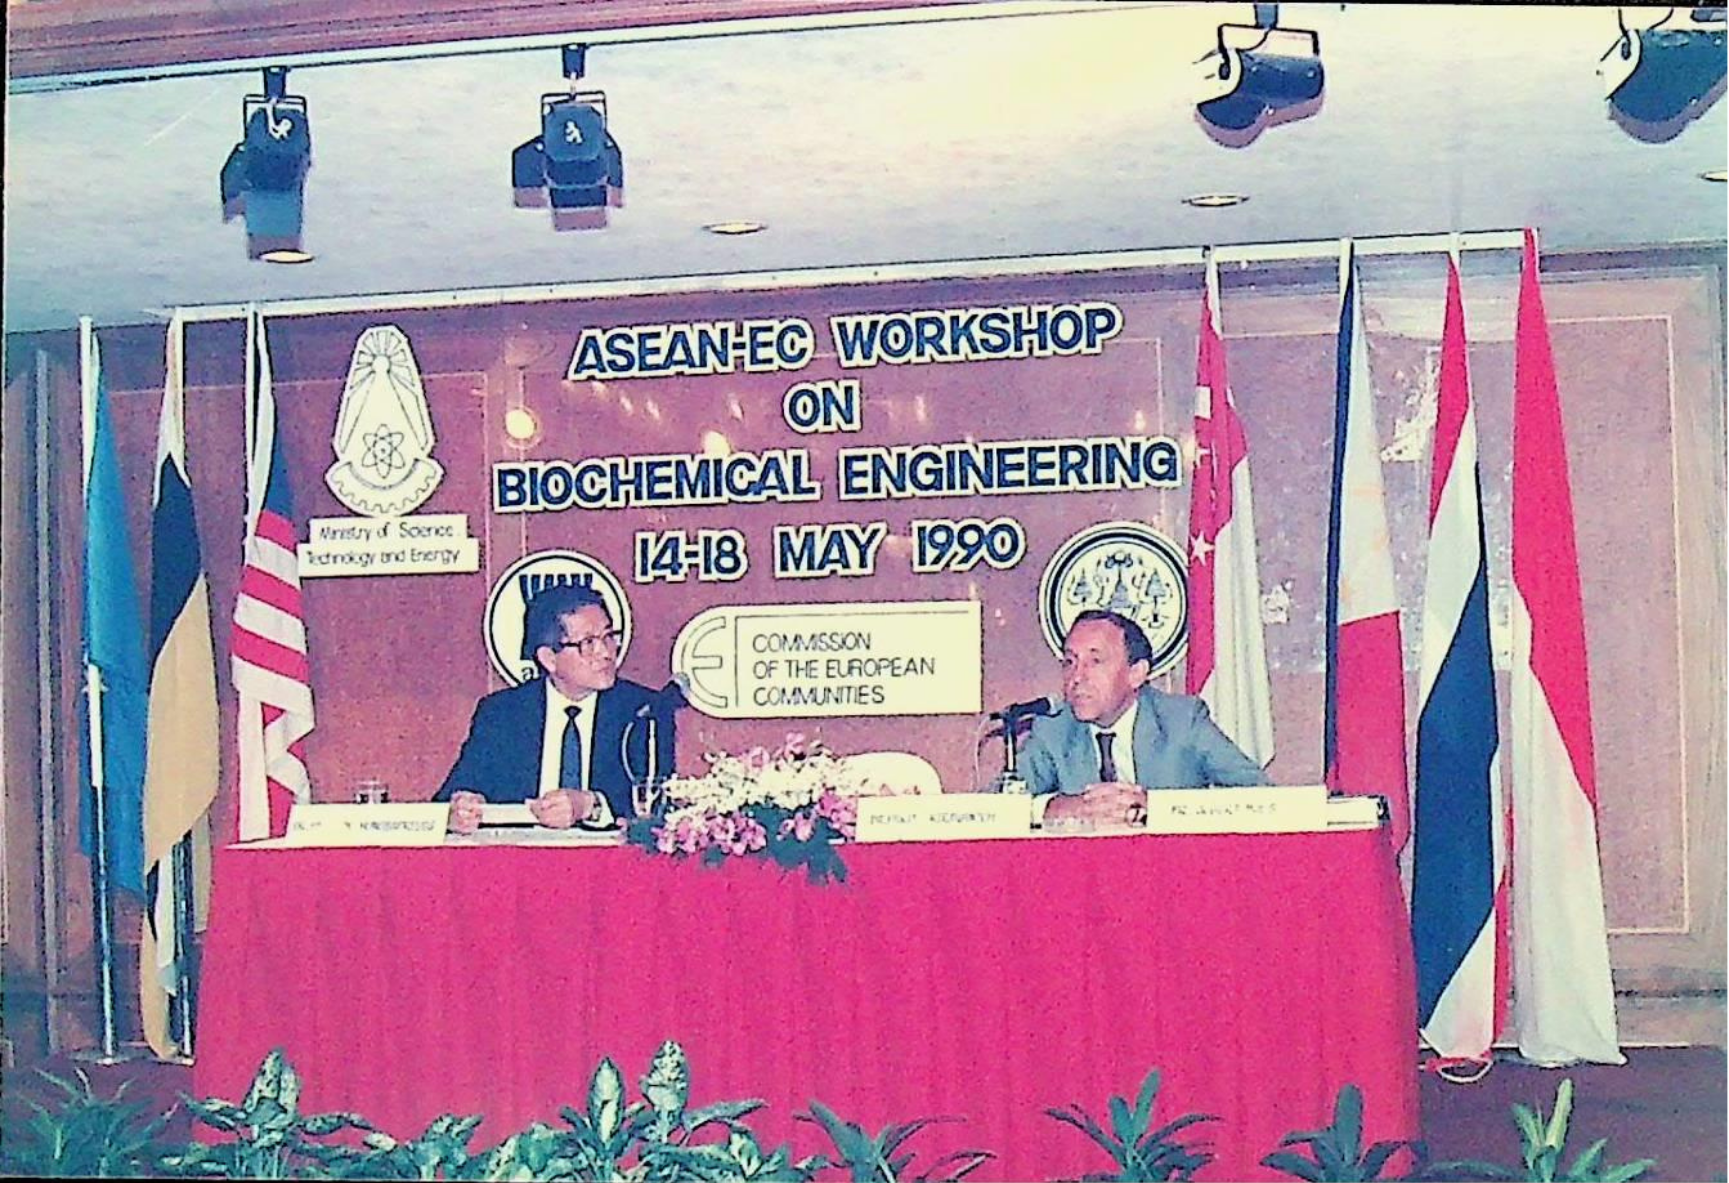 ASEAN-EC WORKSHOP
ON
BIOCHEMICAL ENGINEERING
14-18 MAY 1990
Ministry of Science
Technology and Energy
COMMISSION
OF THE EUROPEAN
COMMUNITIES